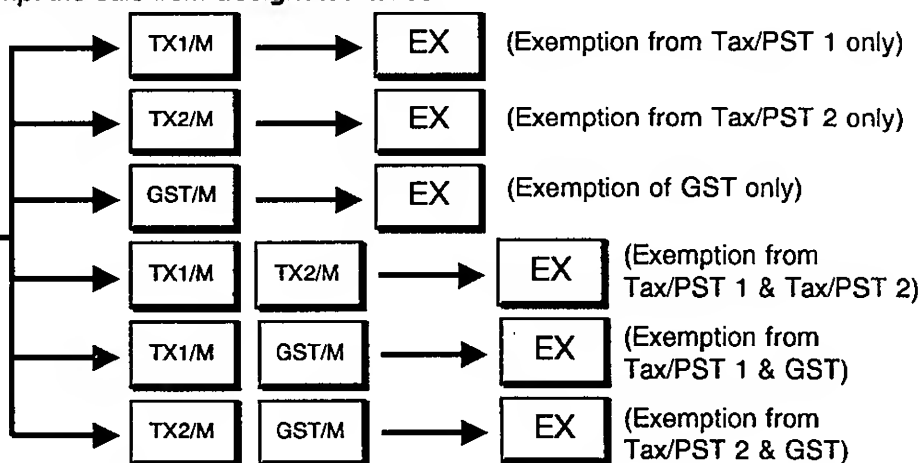 TX1/M EX (Exemption from Tax/PST 1 only)
TX2/M EX (Exemption from Tax/PST 2 only)
GST/M EX (Exemption of GST only)
TX1/M TX2/M EX (Exemption from
Tax/PST 1 & Tax/PST 2)
TX1/M GST/M EX (Exemption from
Tax/PST 1 & GST)
TX2/M GST/M EX (Exemption from
Tax/PST 2 & GST)